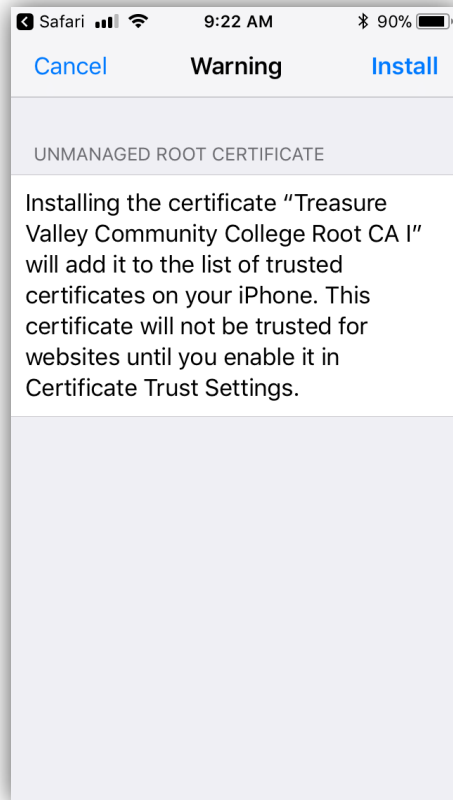 Safari 9:22 AM 90%
Cancel Warning Install
UNMANAGED ROOT CERTIFICATE
Installing the certificate “Treasure
Valley Community College Root CA I”
will add it to the list of trusted
certificates on your iPhone. This
certificate will not be trusted for
websites until you enable it in
Certificate Trust Settings.